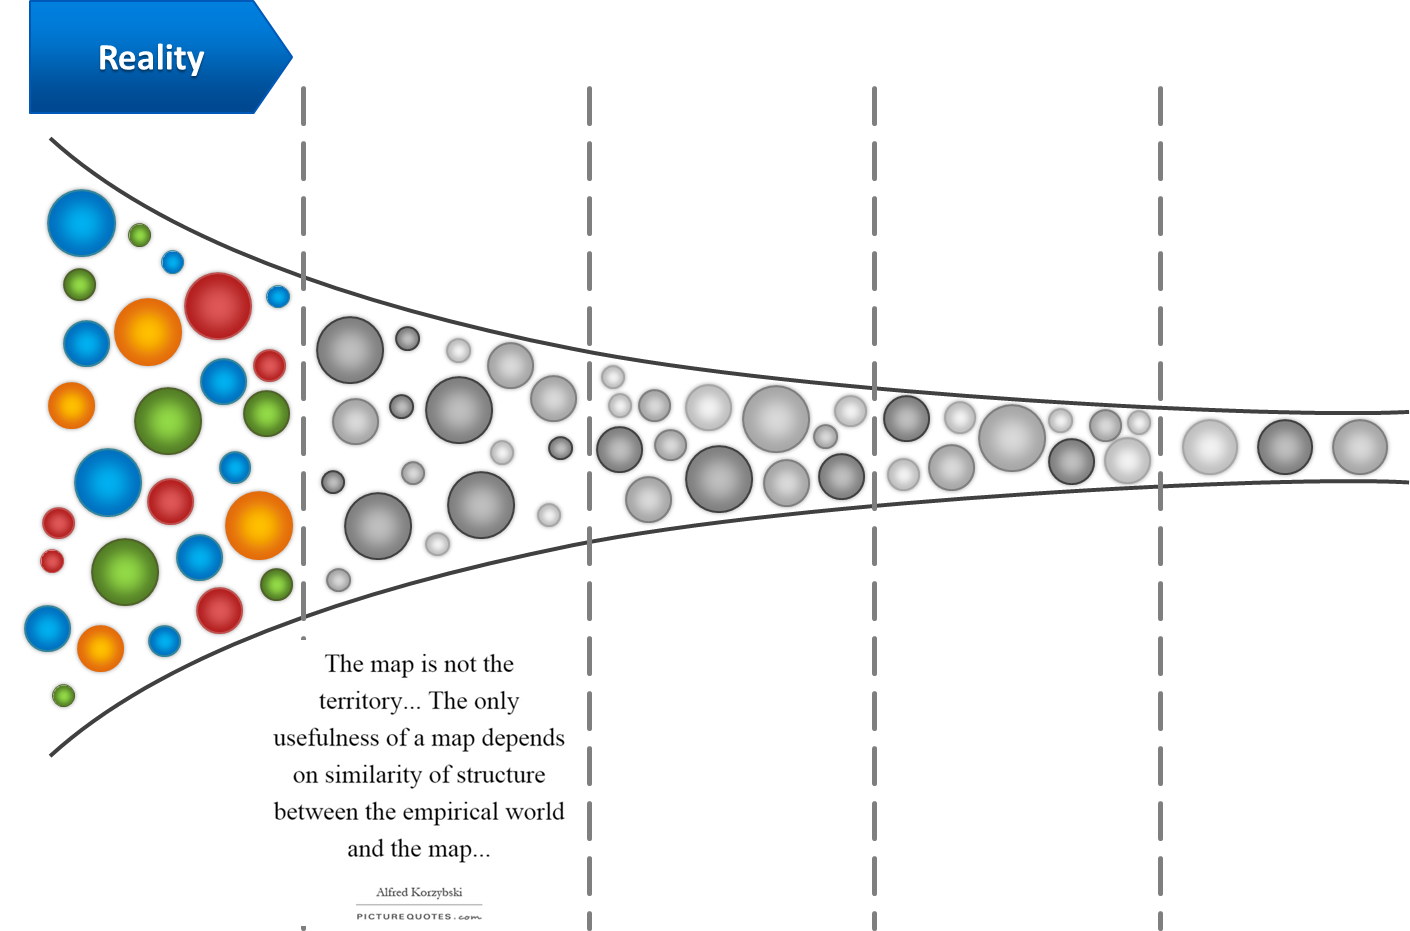 Reality
The map is not the
territory... The only
usefulness of a map depends
on similarity of structure
between the empirical world
and the map...
Alfred Korzybski
PICTUREQUOTES.com